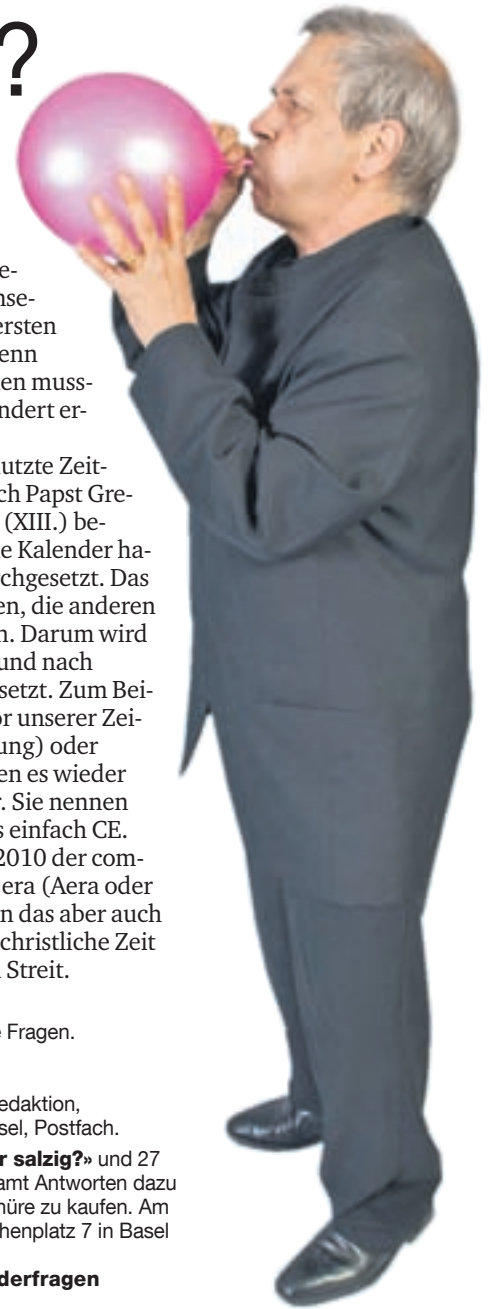 ?
e-
nse-
ersten
enn
en muss-
ndert er-
utzte Zeit-
ch Papst Gre-
(XIII.) be-
e Kalender ha-
rchgesetzt. Das
en, die anderen
n. Darum wird
und nach
setzt. Zum Bei-
or unserer Zei-
ung) oder
en es wieder
r. Sie nennen
s einfach CE.
2010 der com-
era (Aera oder
n das aber auch
christliche Zeit
Streit.
e Fragen.
edaktion,
sel, Postfach.
r salzig?» und 27
amt Antworten dazu
hüre zu kaufen. Am
henplatz 7 in Basel
derfragen